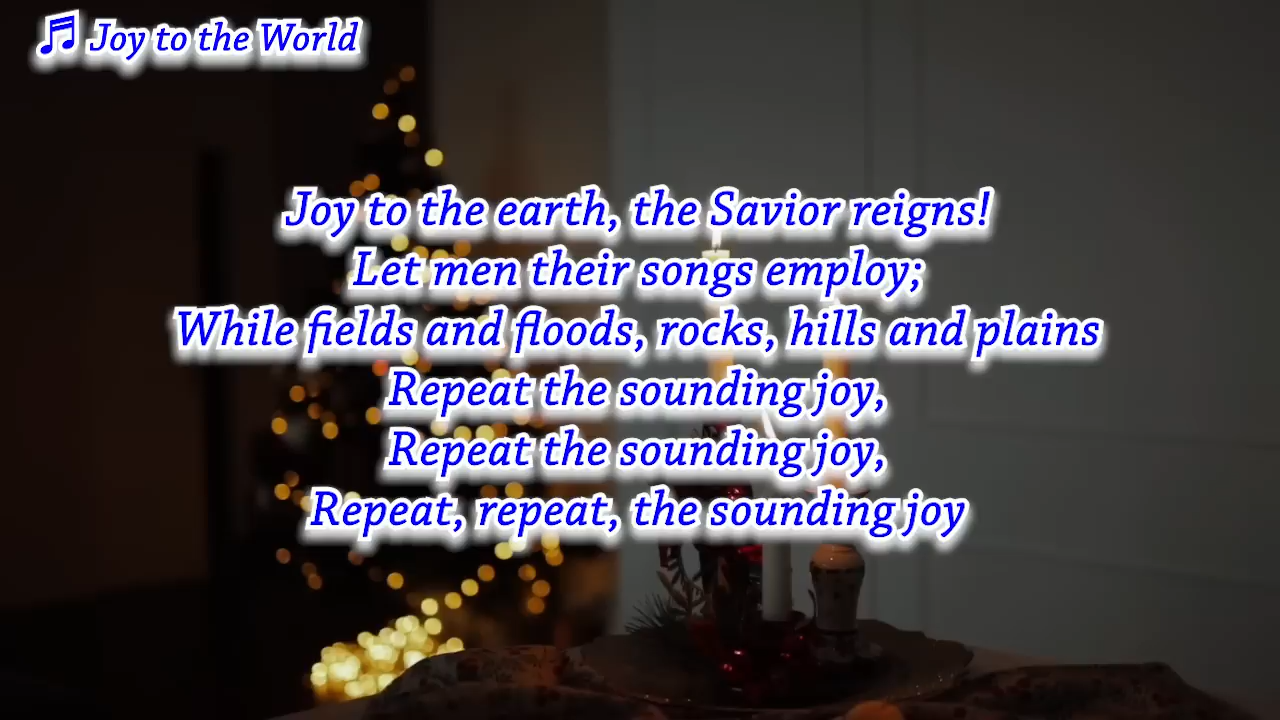 ♫ Joy to the World
Joy to the earth, the Savior reigns!
Let men their songs employ;
While fields and floods, rocks, hills and plains
Repeat the sounding joy,
Repeat the sounding joy,
Repeat, repeat, the sounding joy